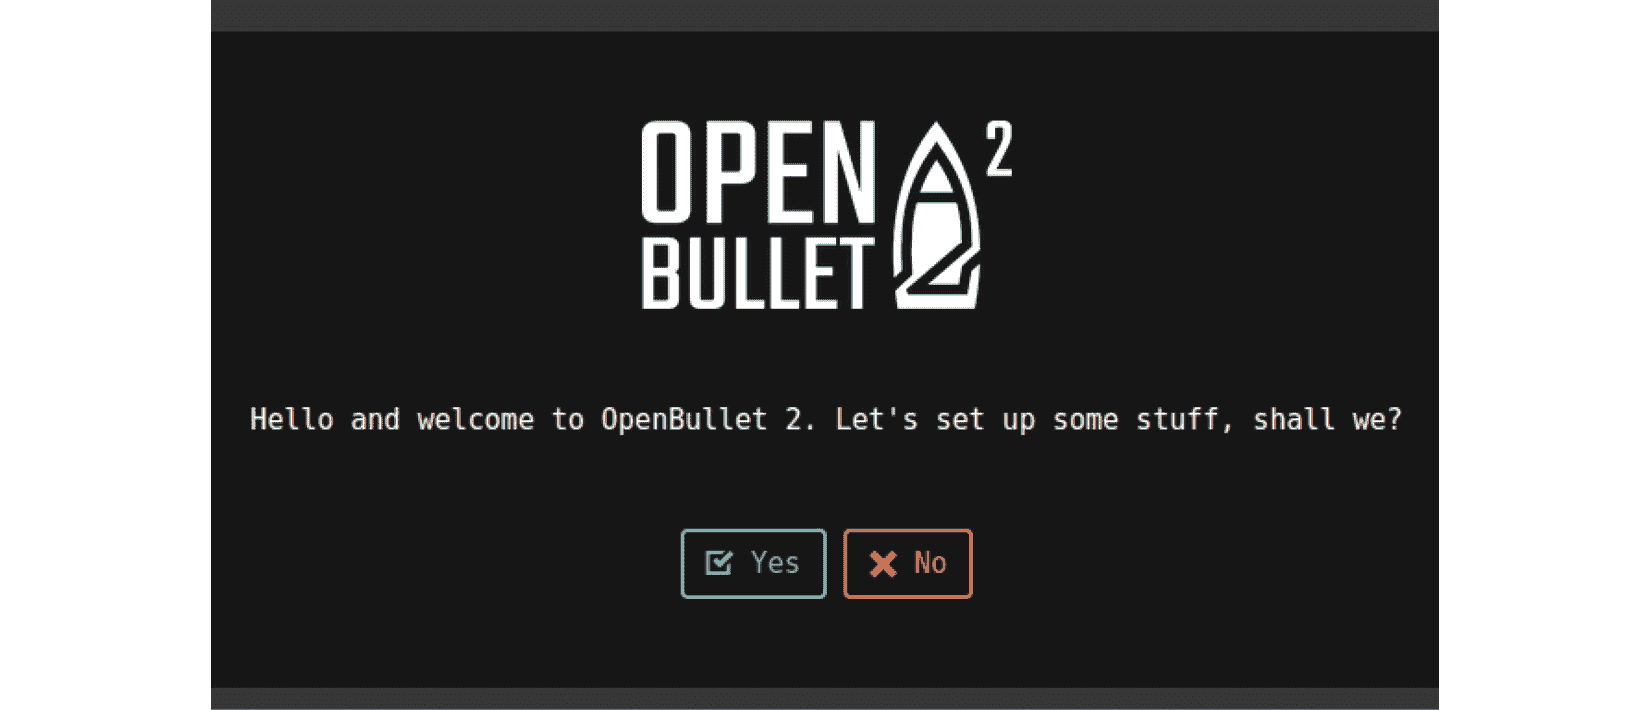 OPEN 2
BULLET
Hello and welcome to OpenBullet 2. Let's set up some stuff, shall we?
Yes No